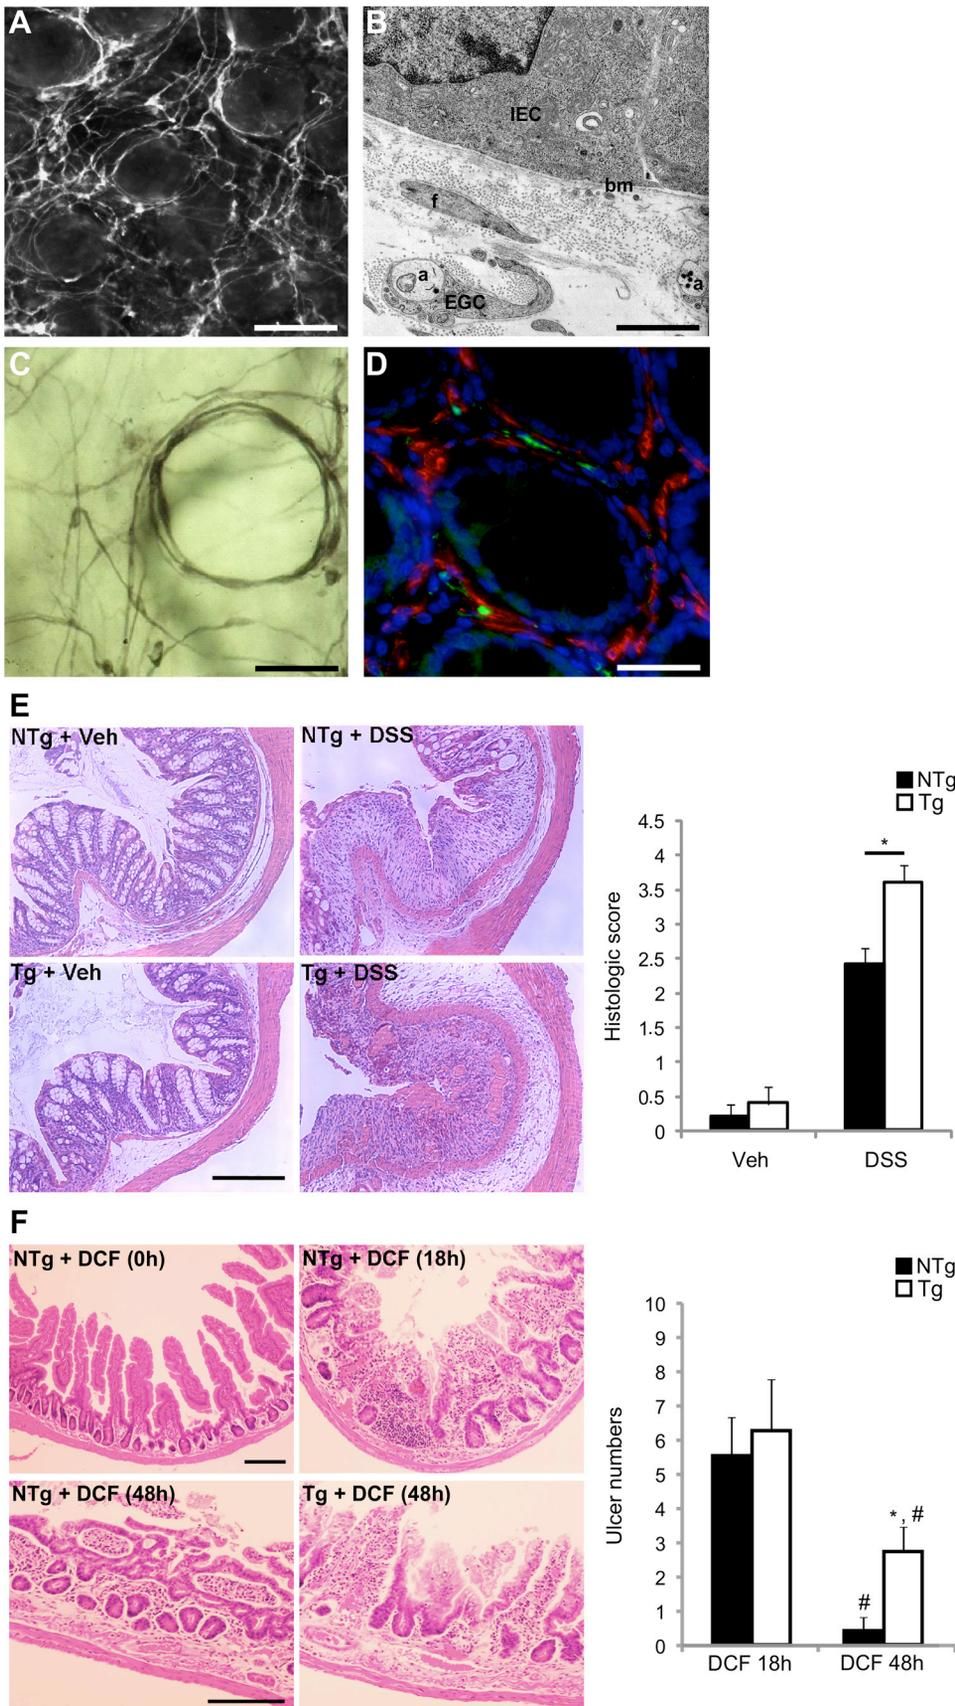 A
B
IEC
bm
f
a
EGC
a
C
D
E
NTg + Veh
NTg + DSS
Tg + Veh
Tg + DSS
NTg
Tg
4.5
4
3.5
3
2.5
2
1.5
1
0.5
0
*
Histologic score
Veh
DSS
F
NTg + DCF (0h)
NTg + DCF (18h)
NTg + DCF (48h)
Tg + DCF (48h)
NTg
Tg
10
9
8
7
6
5
4
3
2
1
0
*, #
#
Ulcer numbers
DCF 18h
DCF 48h